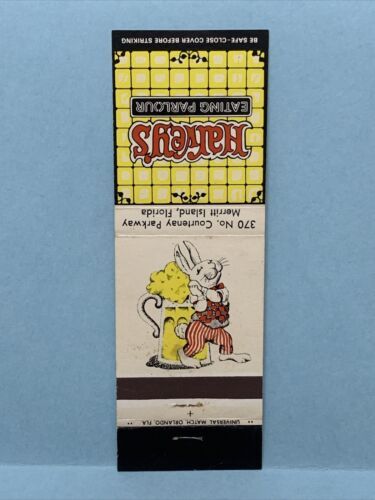 BE SAFE-CLOSE COVER BEFORE STRIKING
Harvey's
EATING PARLOUR
370 No. Courtenay Parkway
Merritt Island, Florida
"UNIVERSAL MATCH, ORLANDO, FLA. "